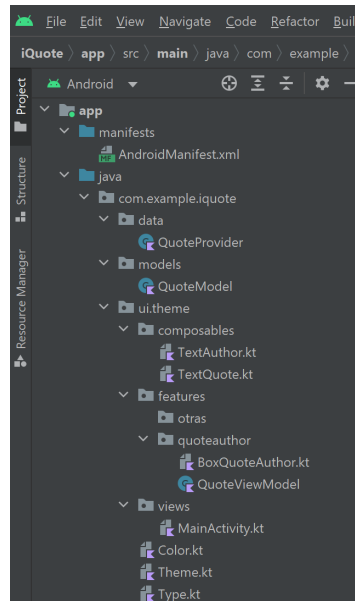 File Edit View Navigate Code Refactor Buil
iQuote app src main java com example
Project
Structure
Resource Manager
Android
app
manifests
AndroidManifest.xml
java
com.example.iquote
data
QuoteProvider
models
QuoteModel
ui.theme
composables
TextAuthor.kt
TextQuote.kt
features
otras
quoteauthor
BoxQuoteAuthor.kt
QuoteViewModel
views
MainActivity.kt
Color.kt
Theme.kt
Type.kt